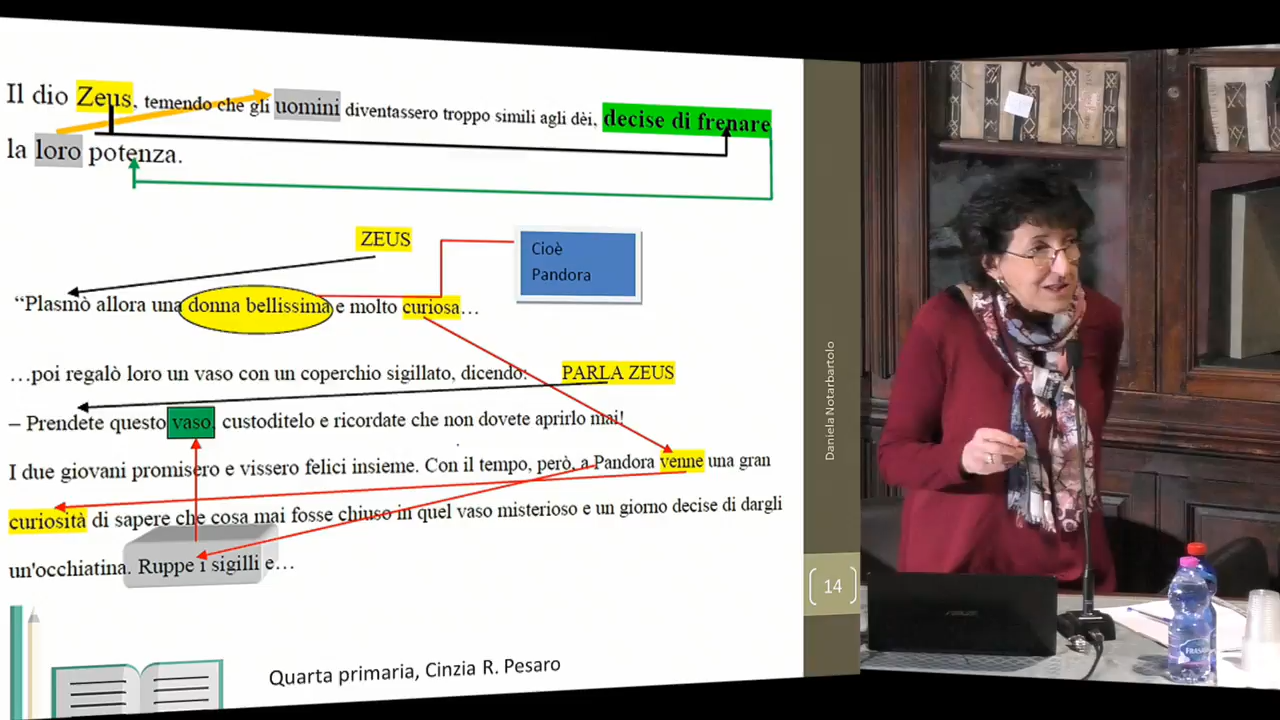 Il dio Zeus, temendo che gli uomini diventassero troppo simili agli dèi, decise di frenare
la loro potenza.
ZEUS
Cioè
Pandora
“Plasmò allora una donna bellissima e molto curiosa…
…poi regalò loro un vaso con un coperchio sigillato, dicendo:
PARLA ZEUS
– Prendete questo vaso, custoditelo e ricordate che non dovete aprirlo mai!
I due giovani promisero e vissero felici insieme. Con il tempo, però, a Pandora venne una gran
curiosità di sapere che cosa mai fosse chiuso in quel vaso misterioso e un giorno decise di dargli
un'occhiatina. Ruppe i sigilli e…
Quarta primaria, Cinzia R. Pesaro
Daniela Notarbartolo
14
ASUS